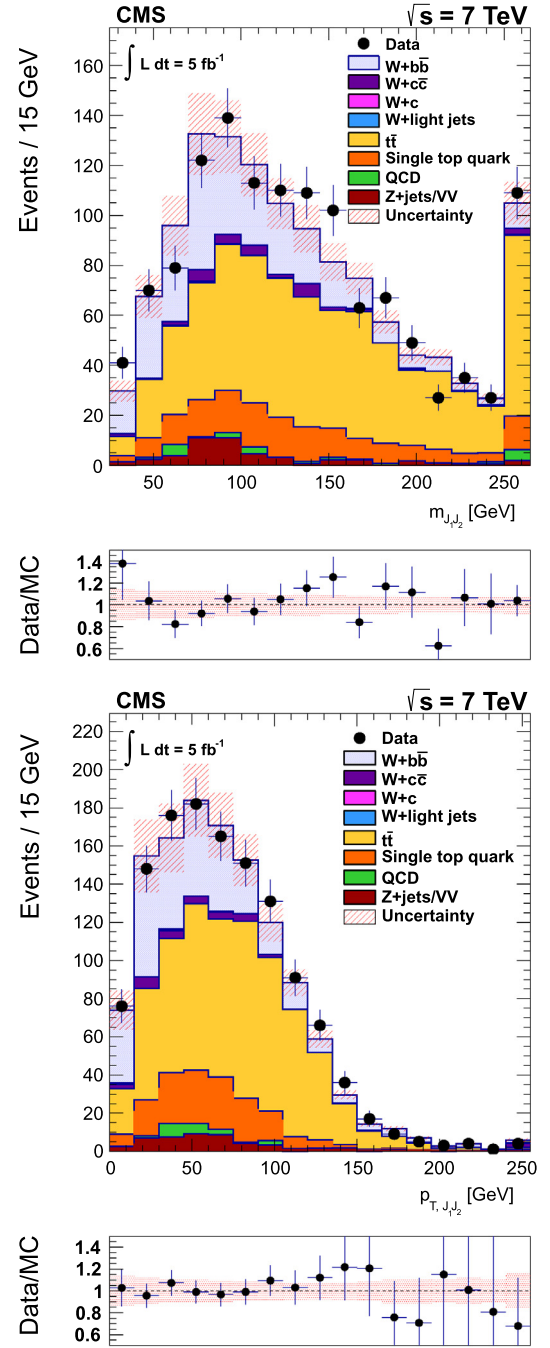 CMS √s = 7 TeV
∫ L dt = 5 fb⁻¹
Events / 15 GeV
160
140
120
100
80
60
40
20
0
Data
W+bb̅
W+cc̅
W+c
W+light jets
tt̅
Single top quark
QCD
Z+jets/VV
Uncertainty
50 100 150 200 250
m_{J₁J₂} [GeV]
Data/MC
1.4
1.2
1
0.8
0.6
CMS √s = 7 TeV
∫ L dt = 5 fb⁻¹
Events / 15 GeV
220
200
180
160
140
120
100
80
60
40
20
0
Data
W+bb̅
W+cc̅
W+c
W+light jets
tt̅
Single top quark
QCD
Z+jets/VV
Uncertainty
0 50 100 150 200 250
p_{T, J₁J₂} [GeV]
Data/MC
1.4
1.2
1
0.8
0.6